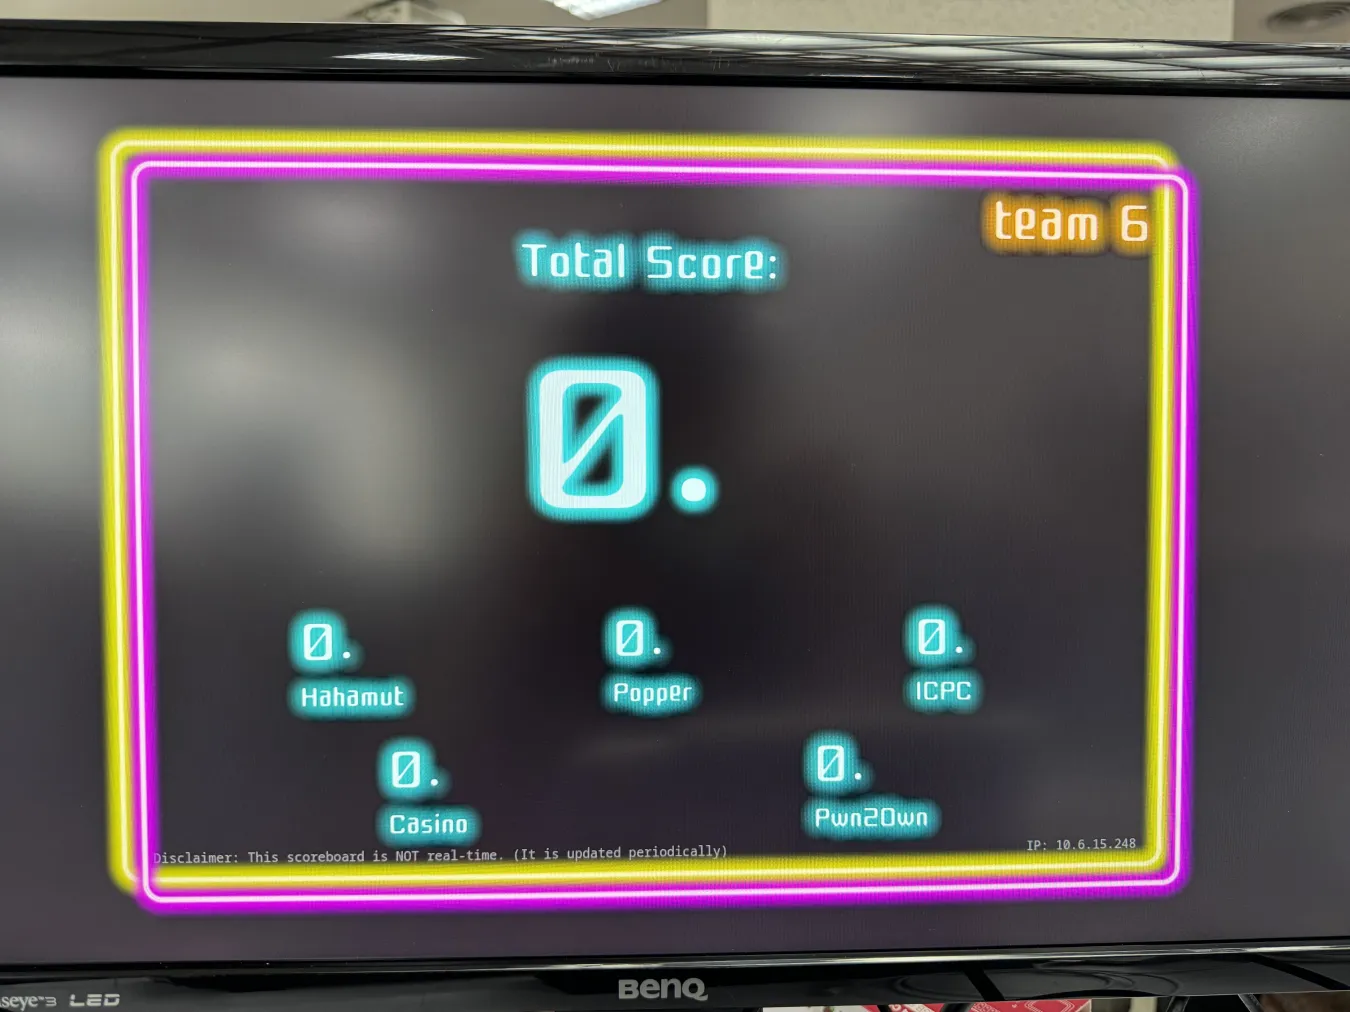 team 6
Total Score:
0.
0.
Hahamut
0.
Popper
0.
ICPC
0.
Casino
0.
Pwn2Own
Disclaimer: This scoreboard is NOT real-time. (It is updated periodically)
IP: 10.6.15.248
BenQ
seye™3 LED